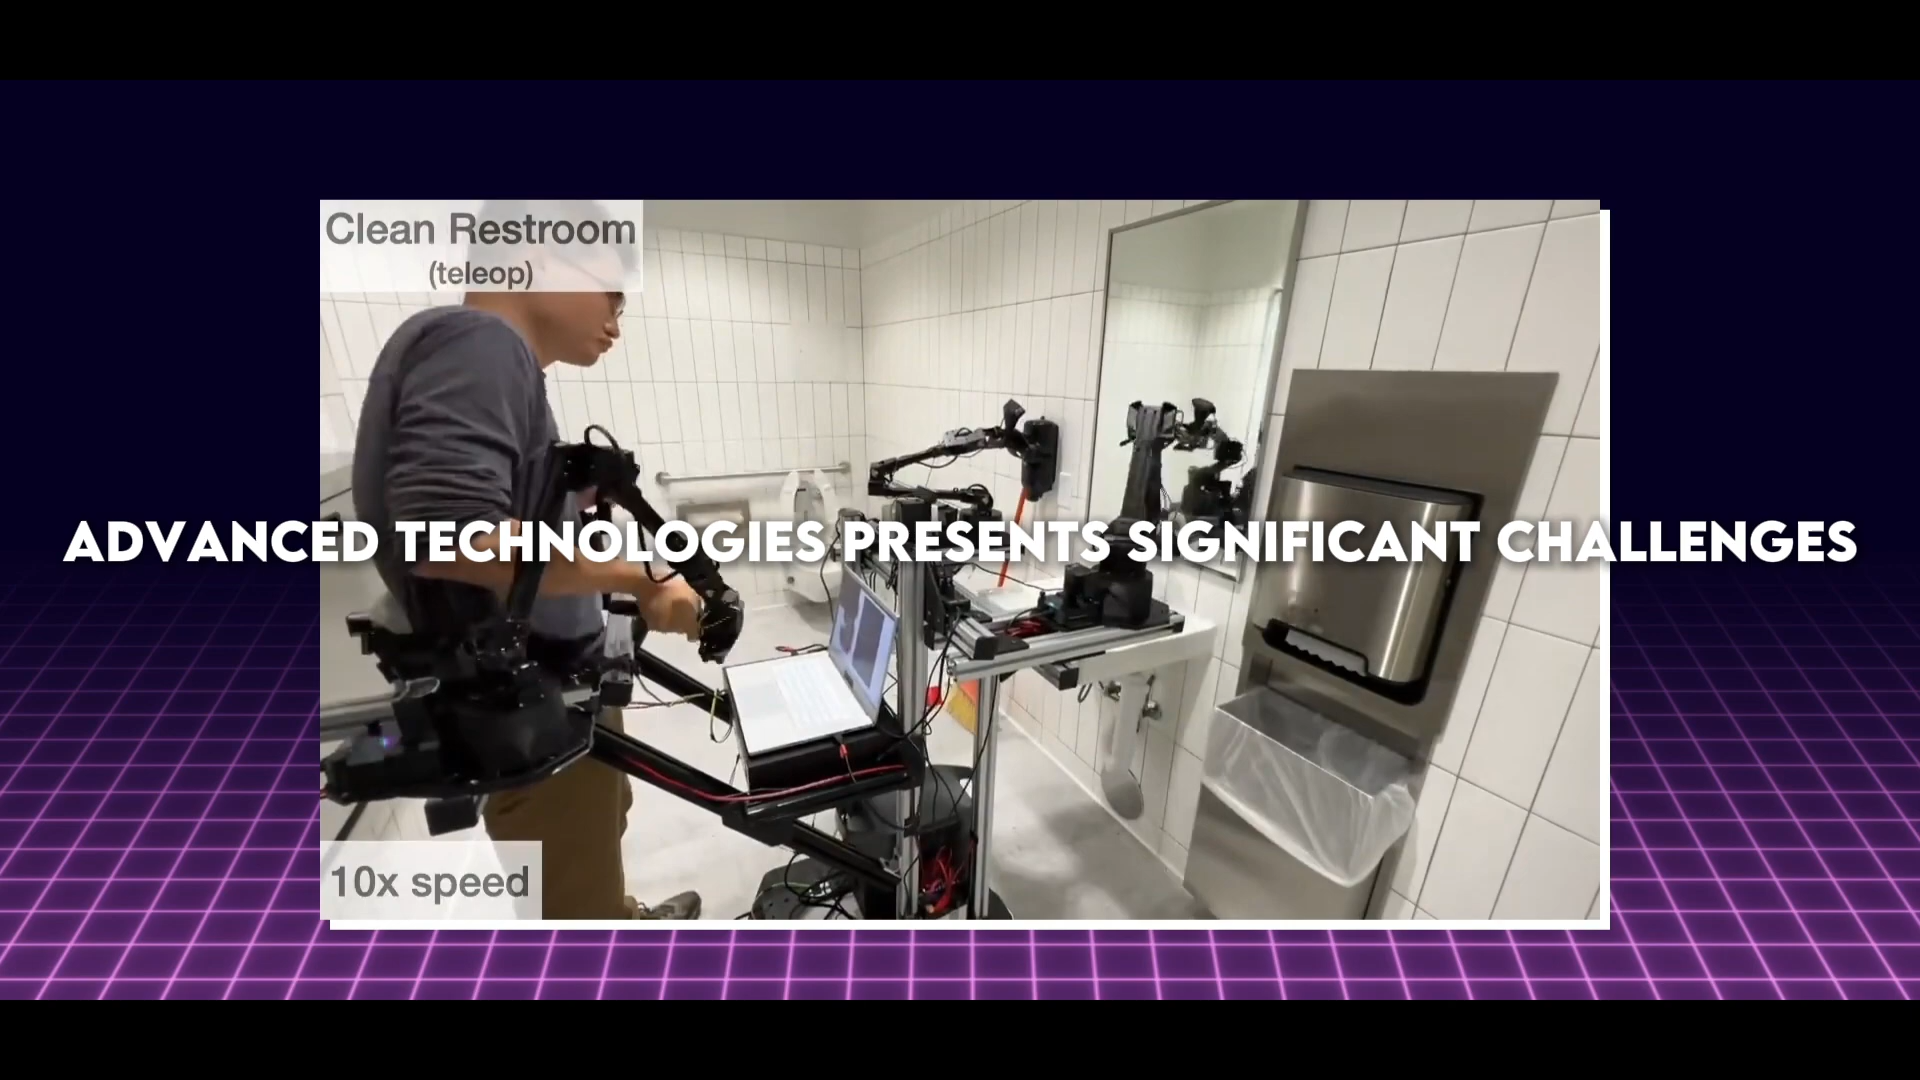 Clean Restroom
(teleop)
ADVANCED TECHNOLOGIES PRESENTS SIGNIFICANT CHALLENGES
10x speed